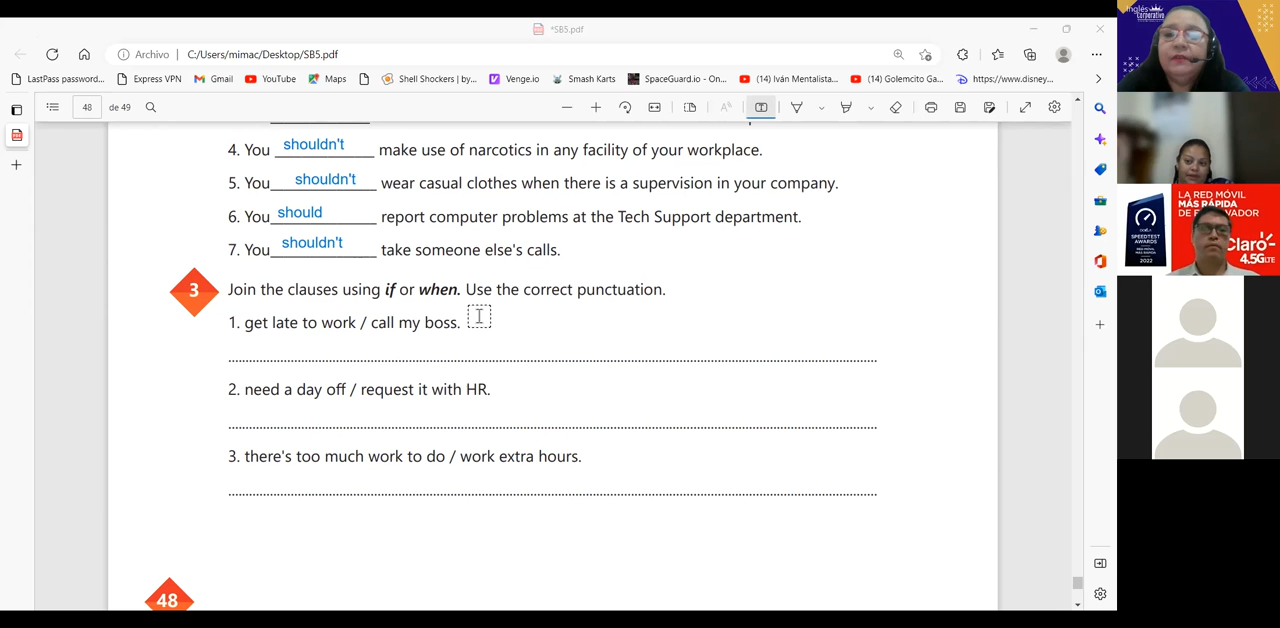 *SB5.pdf
Archivo | C:/Users/mimac/Desktop/SB5.pdf
LastPass password... Express VPN Gmail YouTube Maps Shell Shockers | by... Venge.io Smash Karts SpaceGuard.io - On... (14) Iván Mentalista... (14) Golemcito Ga... https://www.disney...
48 de 49
4. You shouldn't make use of narcotics in any facility of your workplace.
5. You shouldn't wear casual clothes when there is a supervision in your company.
6. You should report computer problems at the Tech Support department.
7. You shouldn't take someone else's calls.
3 Join the clauses using if or when. Use the correct punctuation.
1. get late to work / call my boss.
2. need a day off / request it with HR.
3. there's too much work to do / work extra hours.
48
Inglés
Corporativo
LA RED MÓVIL
MÁS RÁPIDA
SPEEDTEST
AWARDS
2022
Claro
4.5G LTE